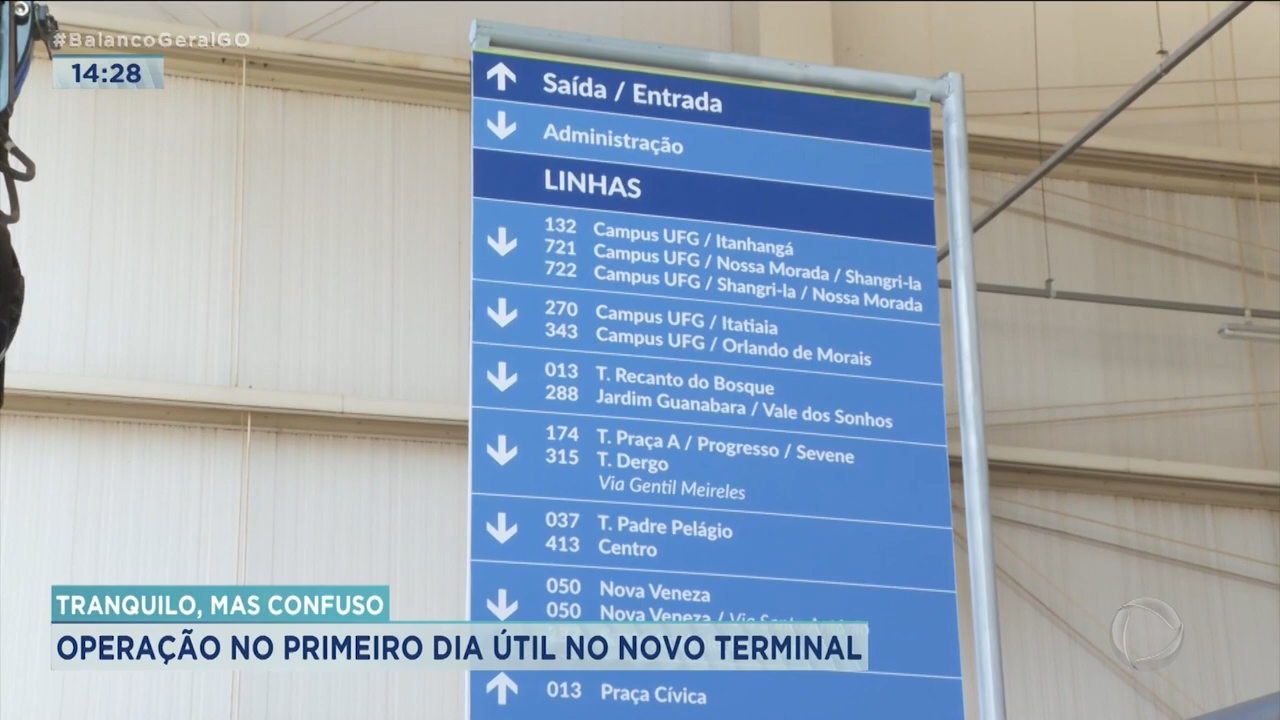 #BalancoGeralGO
14:28
Saída / Entrada
Administração
LINHAS
132 Campus UFG / Itanhangá
721 Campus UFG / Nossa Morada / Shangri-la
722 Campus UFG / Shangri-la / Nossa Morada
270 Campus UFG / Itatiaia
343 Campus UFG / Orlando de Morais
013 T. Recanto do Bosque
288 Jardim Guanabara / Vale dos Sonhos
174 T. Praça A / Progresso / Sevene
315 T. Dergo
Via Gentil Meireles
037 T. Padre Pelágio
413 Centro
050 Nova Veneza
050 Nova Veneza / Via
013 Praça Cívica
TRANQUILO, MAS CONFUSO
OPERAÇÃO NO PRIMEIRO DIA ÚTIL NO NOVO TERMINAL